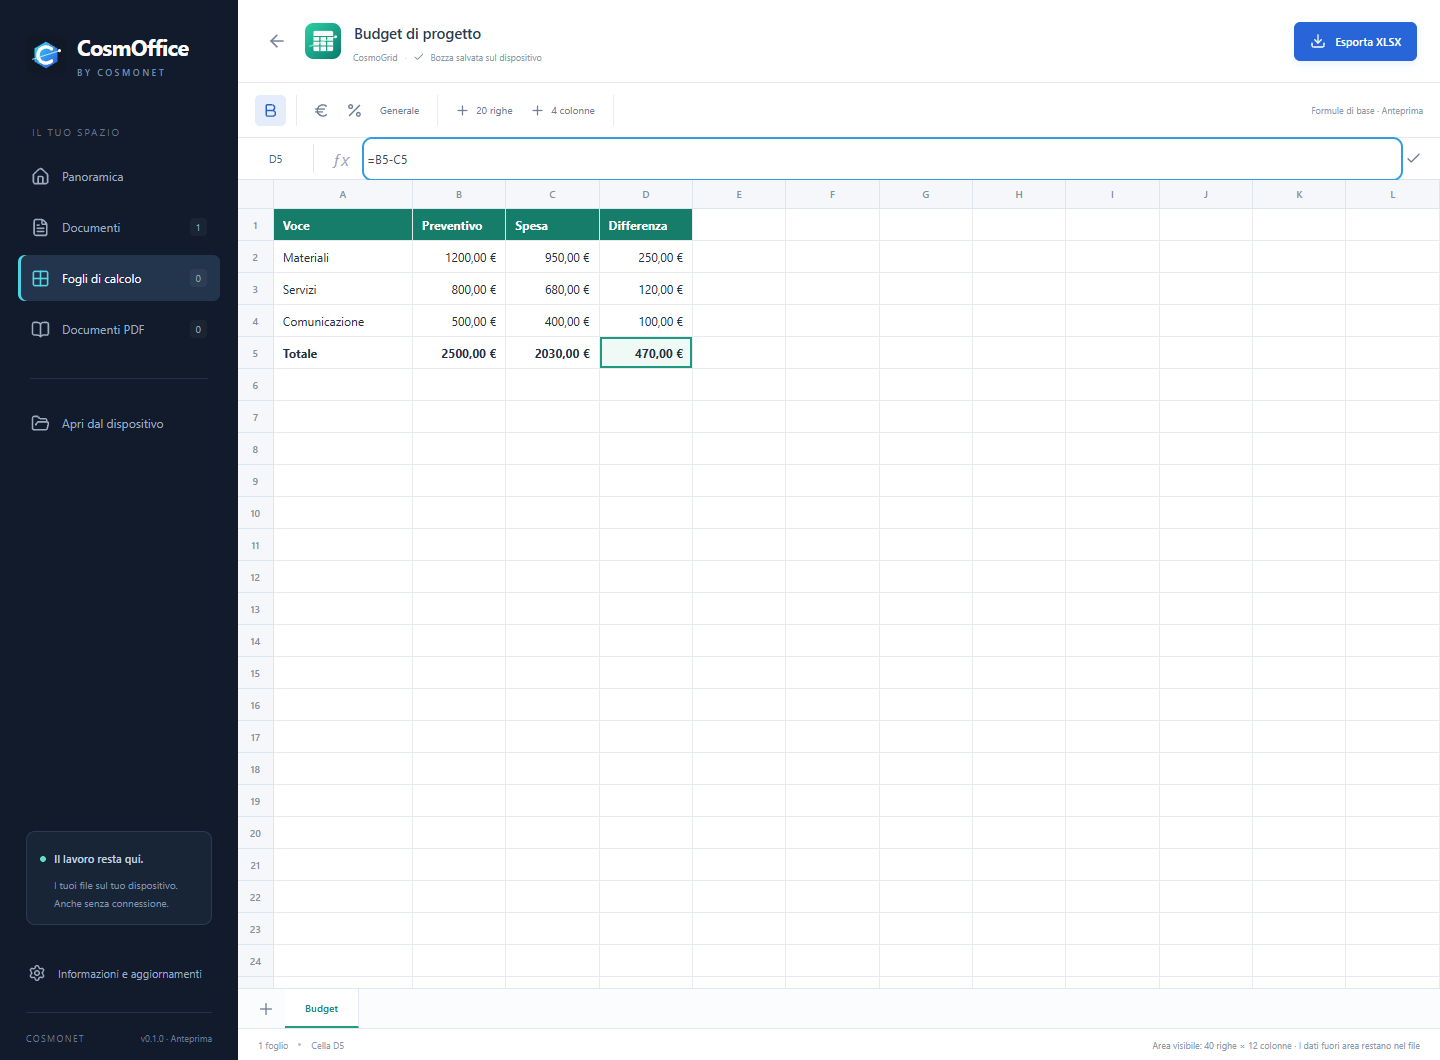 CosmOffice
BY COSMONET
IL TUO SPAZIO
Panoramica
Documenti 1
Fogli di calcolo 0
Documenti PDF 0
Apri dal dispositivo
Il lavoro resta qui.
I tuoi file sul tuo dispositivo.
Anche senza connessione.
Informazioni e aggiornamenti
COSMONET v0.1.0 · Anteprima
Budget di progetto
CosmoGrid · Bozza salvata sul dispositivo
Esporta XLSX
B € % Generale 20 righe 4 colonne Formule di base · Anteprima
D5 ƒx =B5-C5
A B C D E F G H I J K L
1 Voce Preventivo Spesa Differenza
2 Materiali 1200,00 € 950,00 € 250,00 €
3 Servizi 800,00 € 680,00 € 120,00 €
4 Comunicazione 500,00 € 400,00 € 100,00 €
5 Totale 2500,00 € 2030,00 € 470,00 €
6
7
8
9
10
11
12
13
14
15
16
17
18
19
20
21
22
23
24
Budget
1 foglio • Cella D5
Area visibile: 40 righe × 12 colonne · I dati fuori area restano nel file